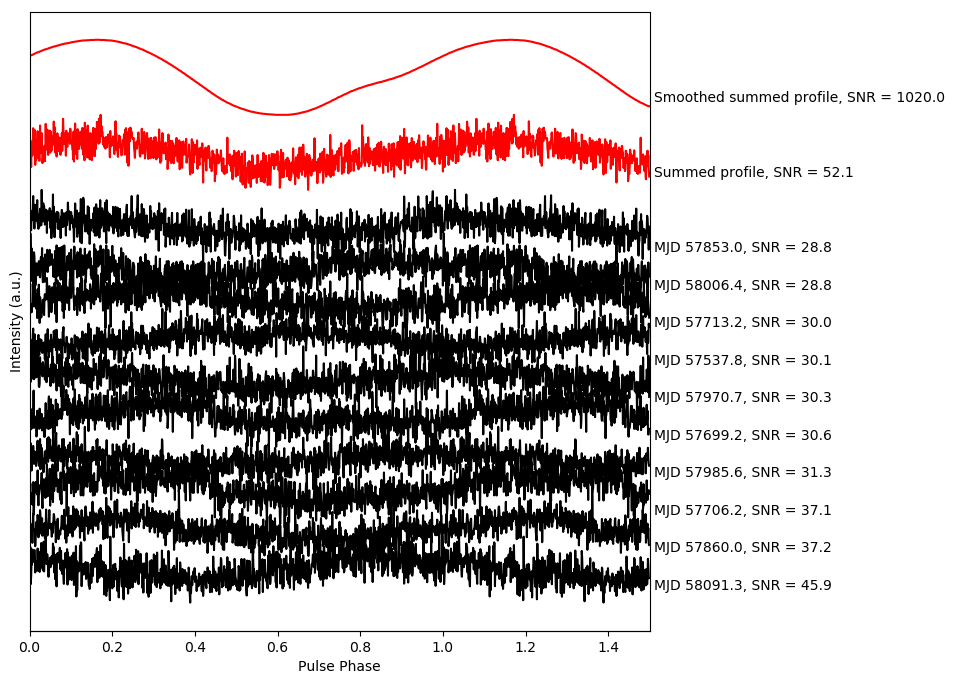 Smoothed summed profile, SNR = 1020.0
Summed profile, SNR = 52.1
MJD 57853.0, SNR = 28.8
MJD 58006.4, SNR = 28.8
MJD 57713.2, SNR = 30.0
MJD 57537.8, SNR = 30.1
MJD 57970.7, SNR = 30.3
MJD 57699.2, SNR = 30.6
MJD 57985.6, SNR = 31.3
MJD 57706.2, SNR = 37.1
MJD 57860.0, SNR = 37.2
MJD 58091.3, SNR = 45.9
Intensity (a.u.)
0.0 0.2 0.4 0.6 0.8 1.0 1.2 1.4
Pulse Phase